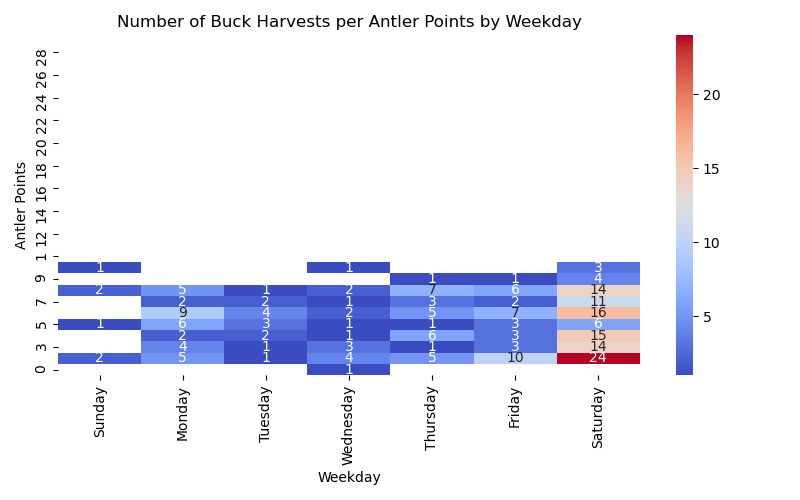 Number of Buck Harvests per Antler Points by Weekday
28
26
24
22
20
18
16
14
12
1
9
7
5
3
0
Antler Points
1 1 3
1 1 4
2 5 1 2 7 6 14
2 2 1 3 2 11
9 4 2 5 7 16
1 6 3 1 1 3 6
2 2 1 6 3 15
4 1 3 1 3 14
2 5 1 4 5 10 24
1
Sunday
Monday
Tuesday
Wednesday
Thursday
Friday
Saturday
Weekday
20
15
10
5